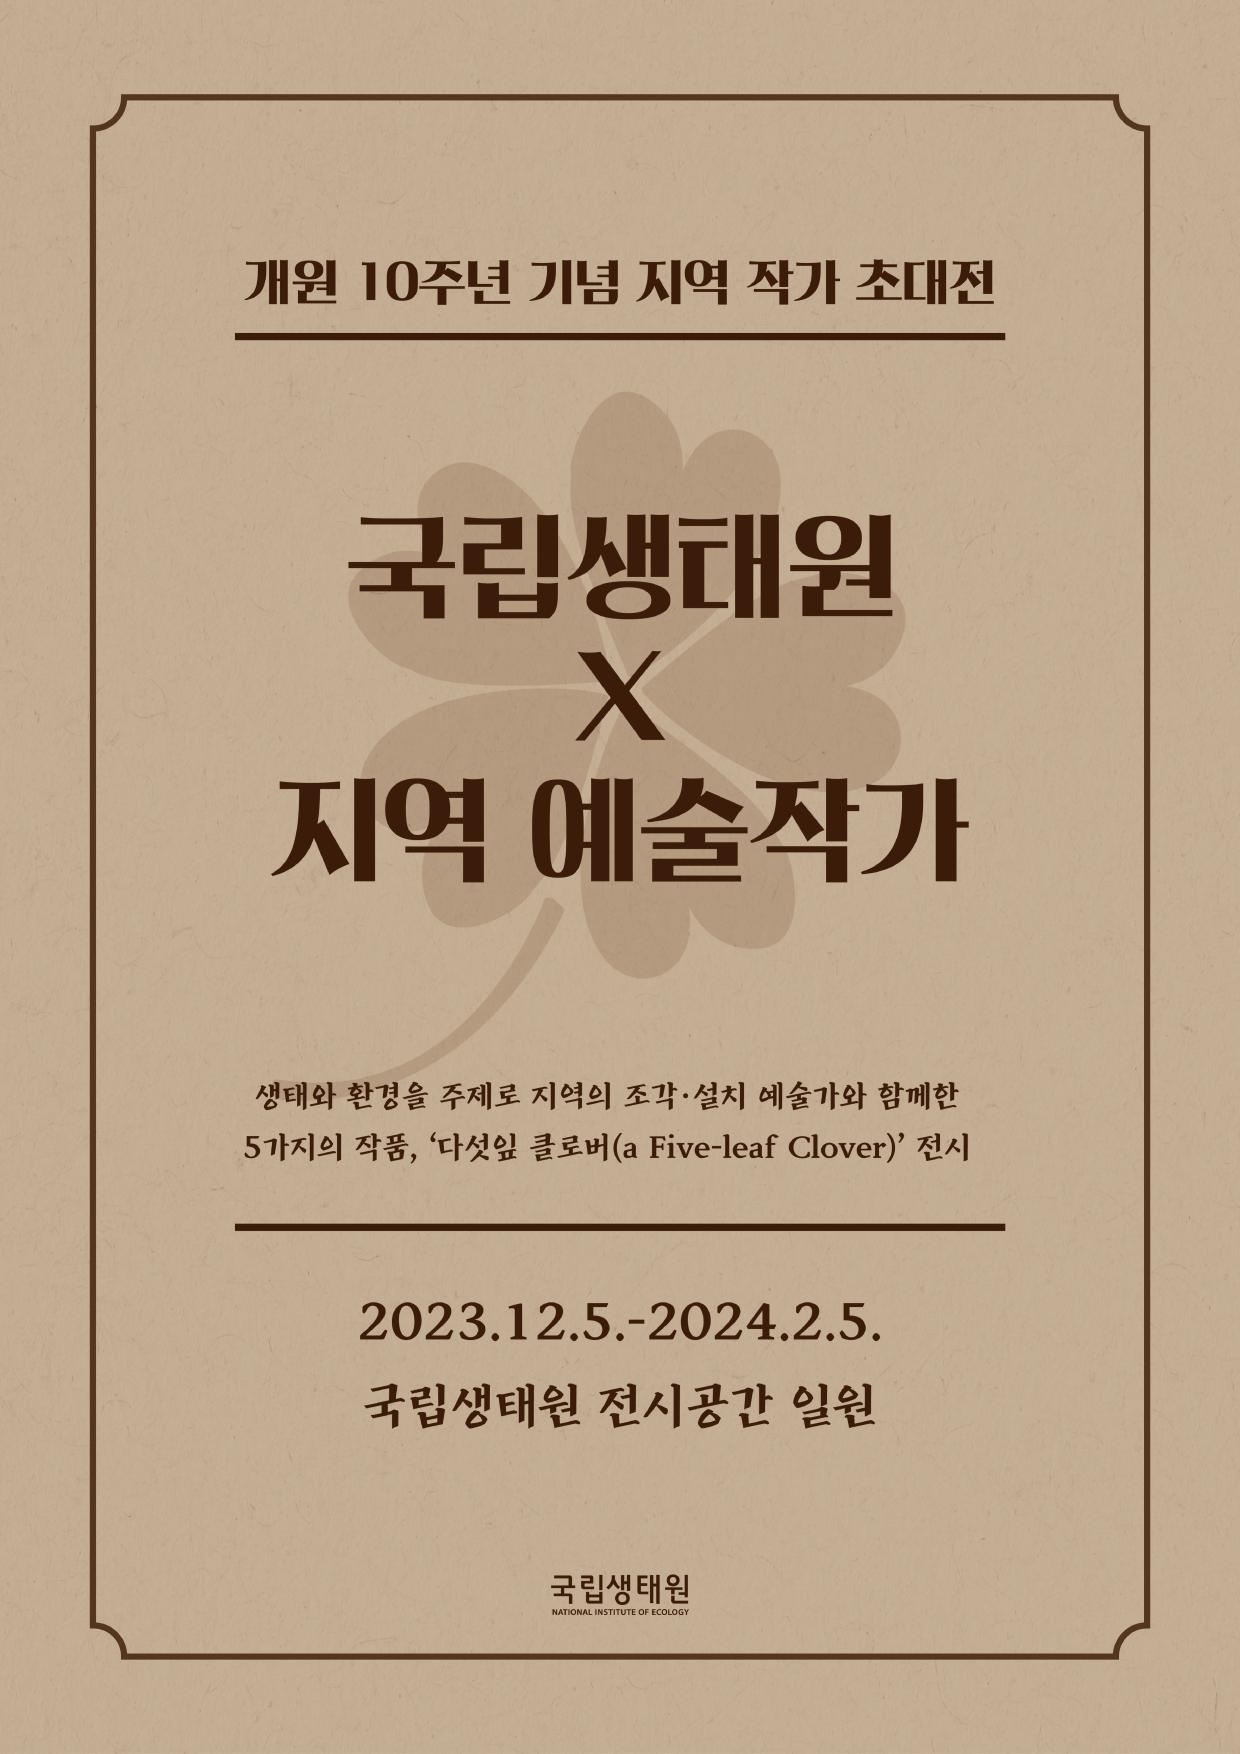 개원 10주년 기념 지역 작가 초대전
국립생태원
X
지역 예술작가
생태와 환경을 주제로 지역의 조각·설치 예술가와 함께한
5가지의 작품, ‘다섯잎 클로버(a Five-leaf Clover)’ 전시
2023.12.5.-2024.2.5.
국립생태원 전시공간 일원
국립생태원
NATIONAL INSTITUTE OF ECOLOGY